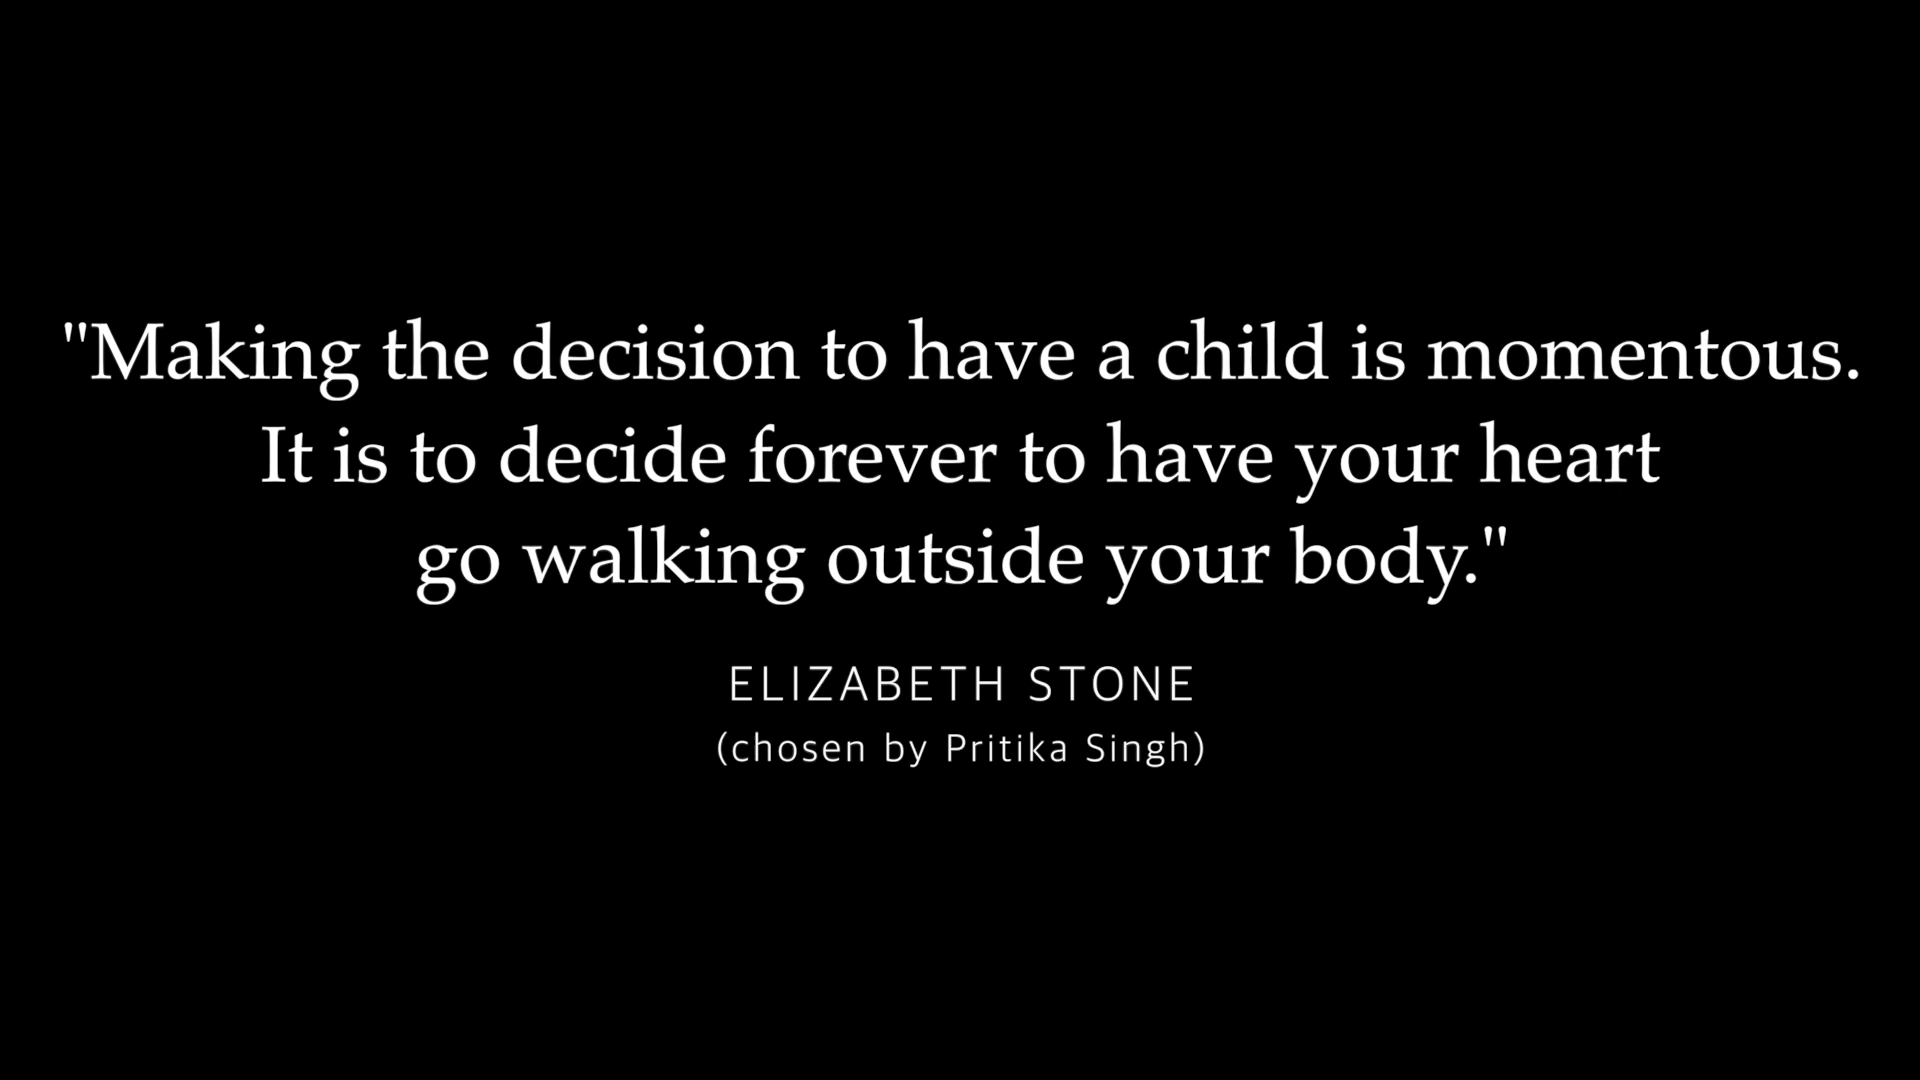 "Making the decision to have a child is momentous.
It is to decide forever to have your heart
go walking outside your body."
ELIZABETH STONE
(chosen by Pritika Singh)